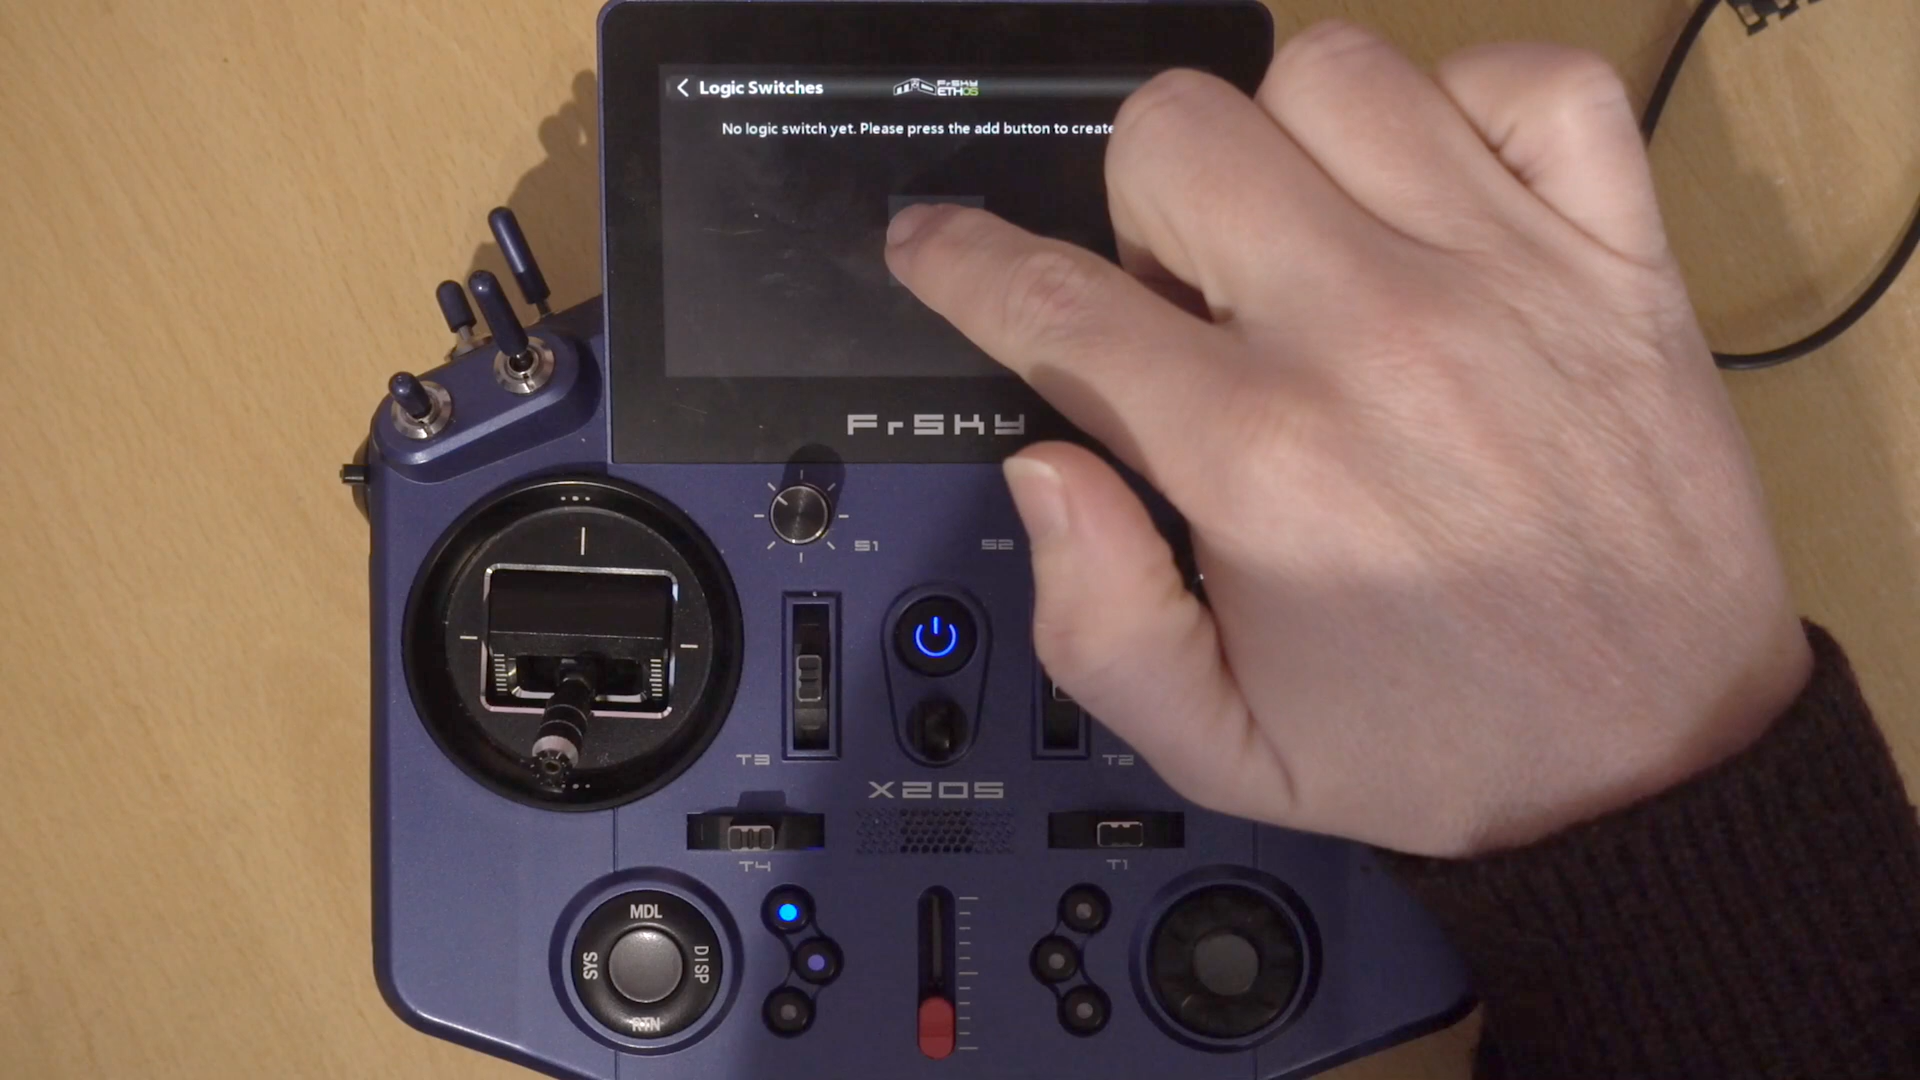 Logic Switches
FrSKY
ETHOS
No logic switch yet. Please press the add button to create
FrSKY
S1
S2
T3
T2
X20S
T4
T1
MDL
SYS
DISP
RTN